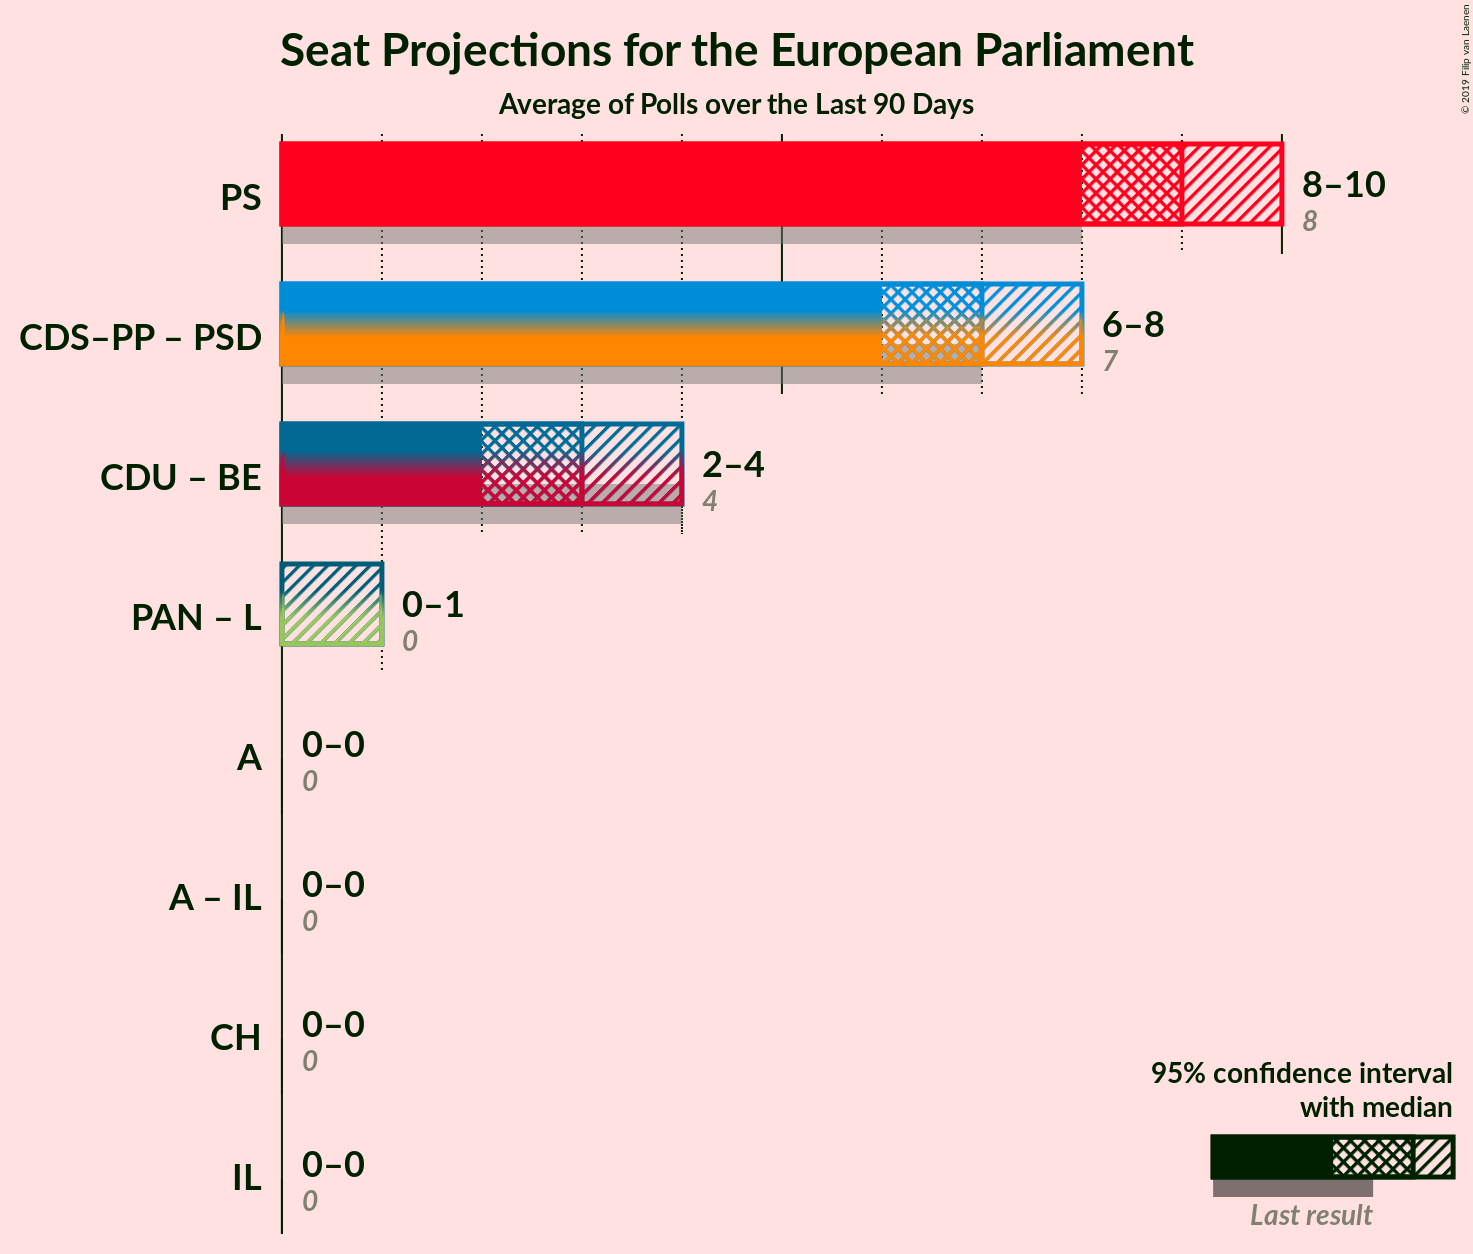 Seat Projections for the European Parliament
Average of Polls over the Last 90 Days
© 2019 Filip van Laenen
PS
8–10
8
CDS–PP – PSD
6–8
7
CDU – BE
2–4
4
PAN – L
0–1
0
A
0–0
0
A – IL
0–0
0
CH
0–0
0
IL
0–0
0
95% confidence interval
with median
Last result